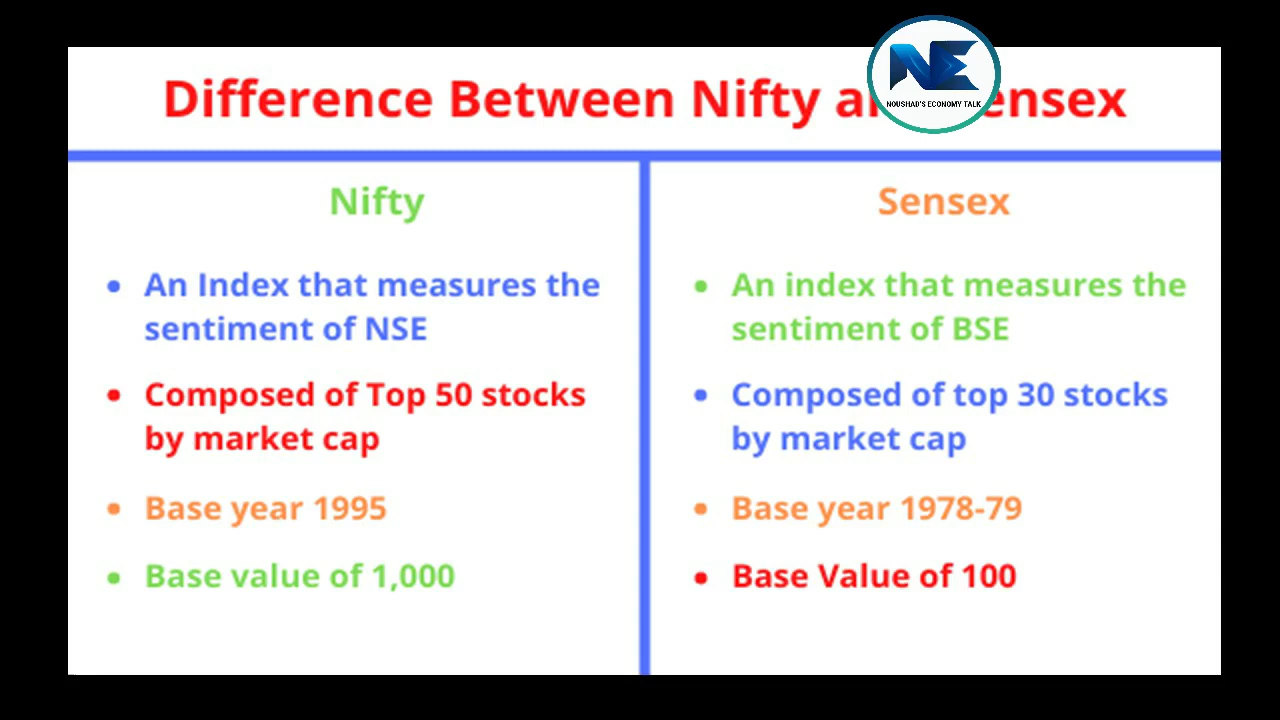 Difference Between Nifty a ensex
NE
NOUSHAD'S ECONOMY TALK
Nifty
• An Index that measures the
sentiment of NSE
• Composed of Top 50 stocks
by market cap
• Base year 1995
• Base value of 1,000
Sensex
• An index that measures the
sentiment of BSE
• Composed of top 30 stocks
by market cap
• Base year 1978-79
• Base Value of 100